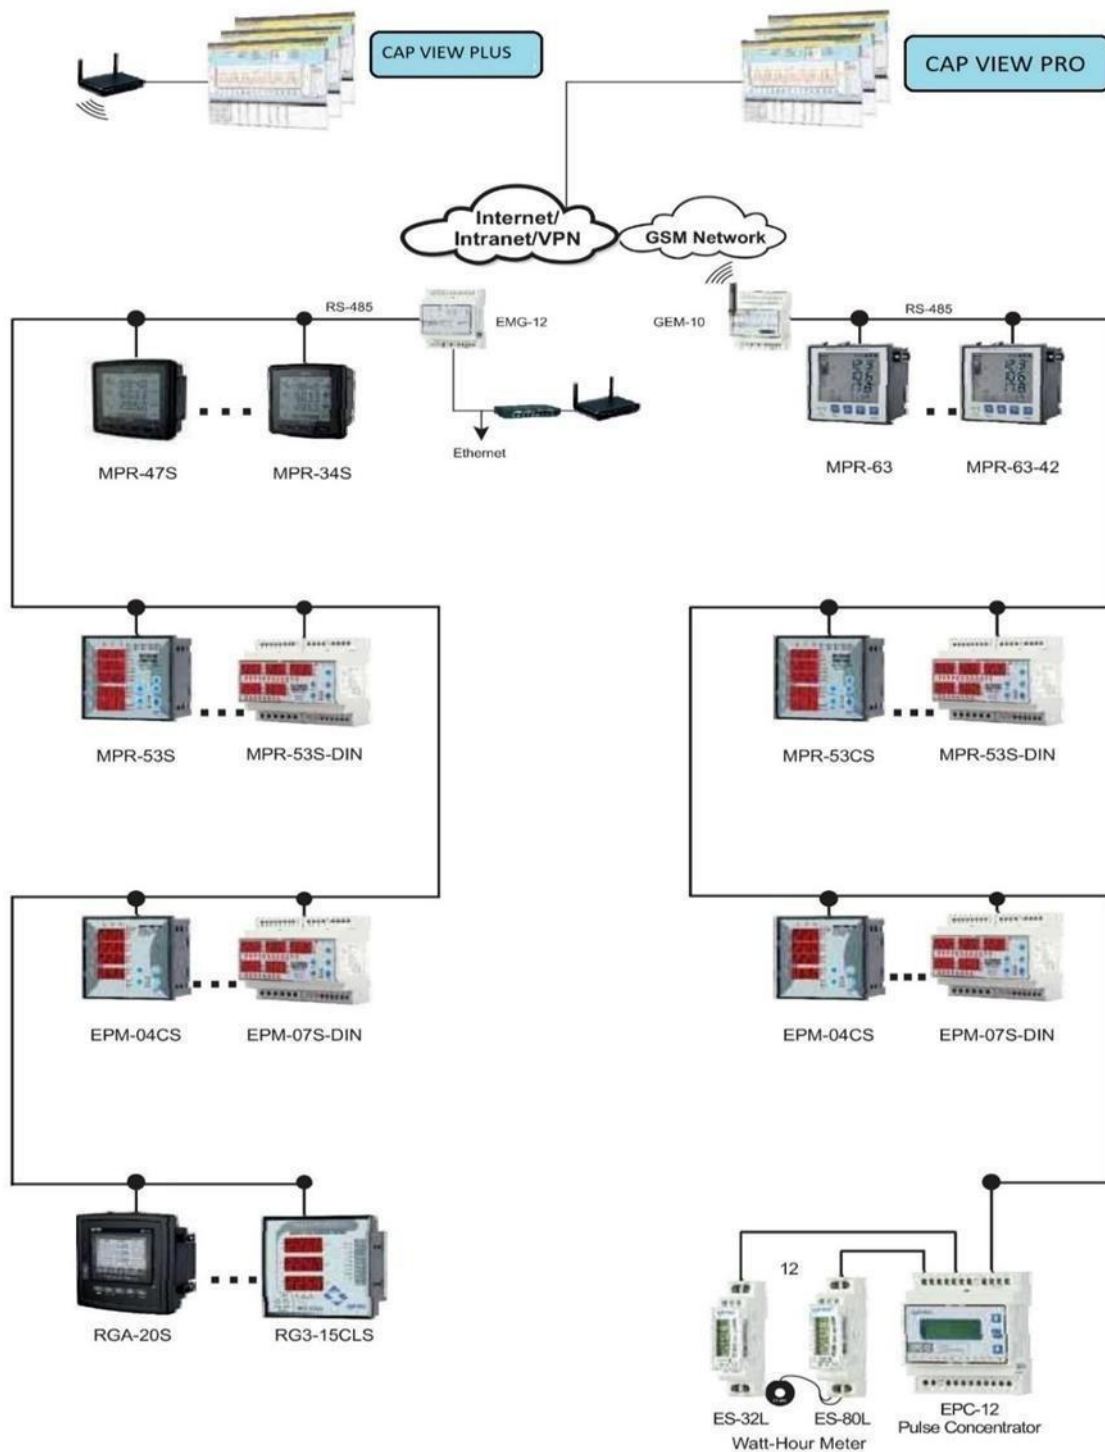 CAP VIEW PLUS
CAP VIEW PRO
Internet/
Intranet/VPN
GSM Network
RS-485
EMG-12
GEM-10
RS-485
Ethernet
MPR-47S
MPR-34S
MPR-63
MPR-63-42
MPR-53S
MPR-53S-DIN
MPR-53CS
MPR-53S-DIN
EPM-04CS
EPM-07S-DIN
EPM-04CS
EPM-07S-DIN
12
RGA-20S
RG3-15CLS
ES-32L
ES-80L
EPC-12
Pulse Concentrator
Watt-Hour Meter